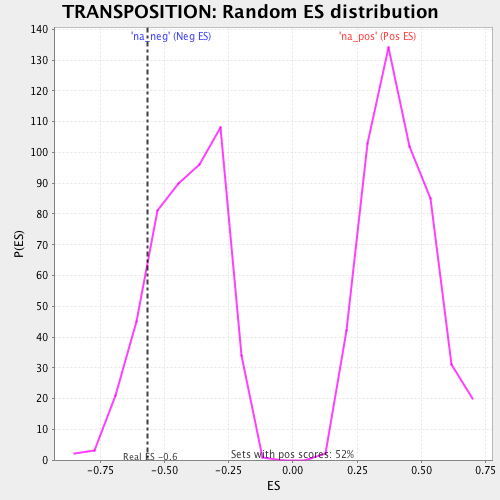 TRANSPOSITION: Random ES distribution
'na_neg' (Neg ES) 'na_pos' (Pos ES)
140
130
120
110
100
90
80
70
60
50
40
30
20
10
0
P(ES)
Real ES -0.6 Sets with pos scores: 52%
-0.75 -0.50 -0.25 0.00 0.25 0.50 0.75
ES